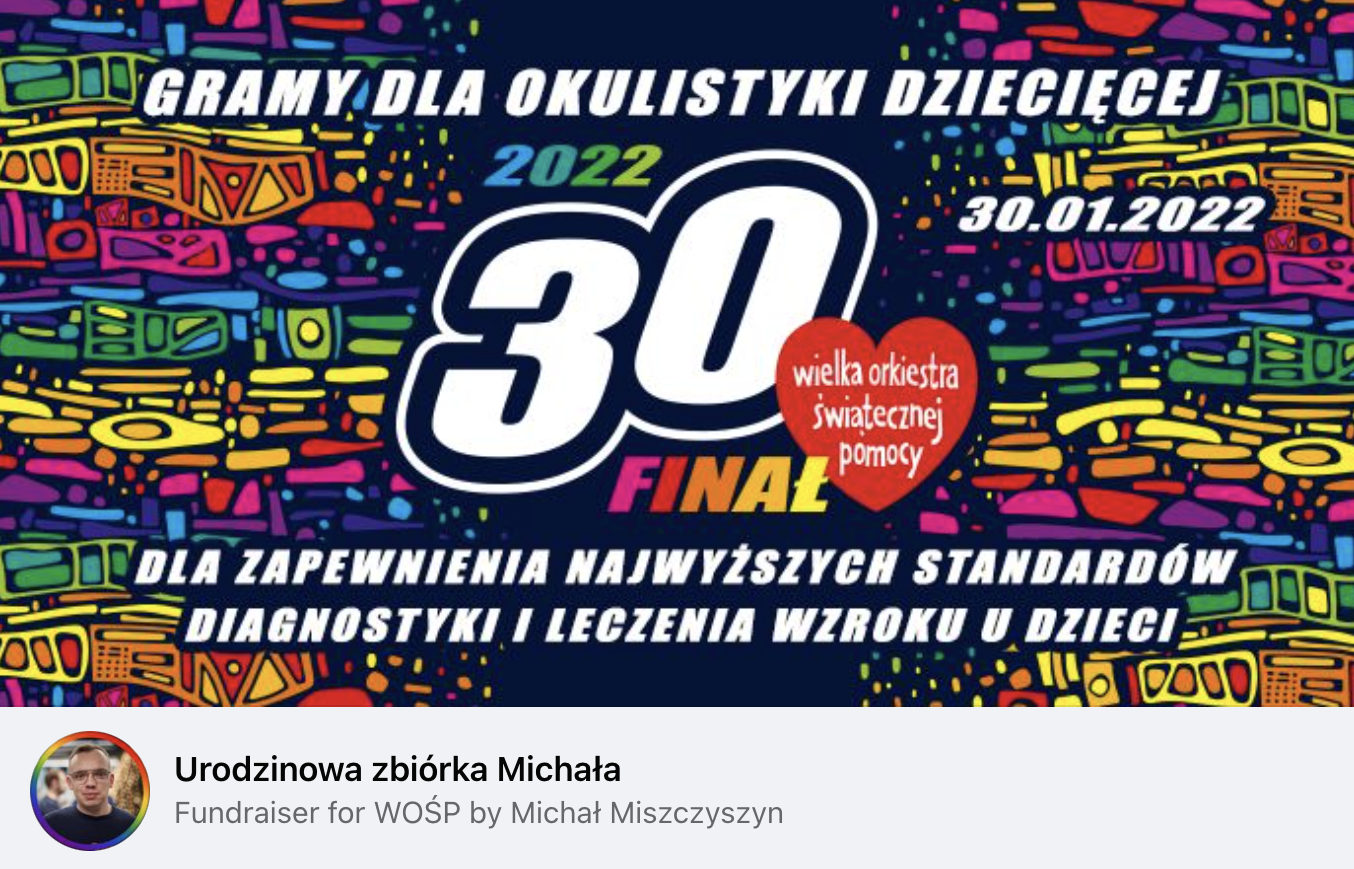 GRAMY DLA OKULISTYKI DZIECIĘCEJ
2022
30.01.2022
30
wielka orkiestra
świątecznej
pomocy
FINAŁ
DLA ZAPEWNIENIA NAJWYŻSZYCH STANDARDÓW
DIAGNOSTYKI I LECZENIA WZROKU U DZIECI
Urodzinowa zbiórka Michała
Fundraiser for WOŚP by Michał Miszczyszyn